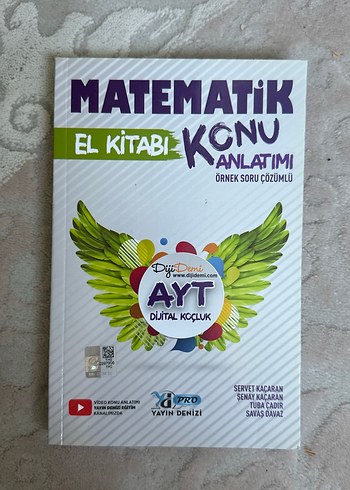 MATEMATİK
EL KİTABI
KONU
ANLATIMI
ÖRNEK SORU ÇÖZÜMLÜ
DijiDemi
www.dijidemi.com
AYT
DİJİTAL KOÇLUK
SERVET KAÇARAN
ŞENAY KAÇARAN
TUBA ÇADIR
SAVAŞ DAVAZ
VİDEO KONU ANLATIMI
YAYIN DENİZİ EĞİTİM
KANALIMIZDA
PRO
YAYIN DENİZİ